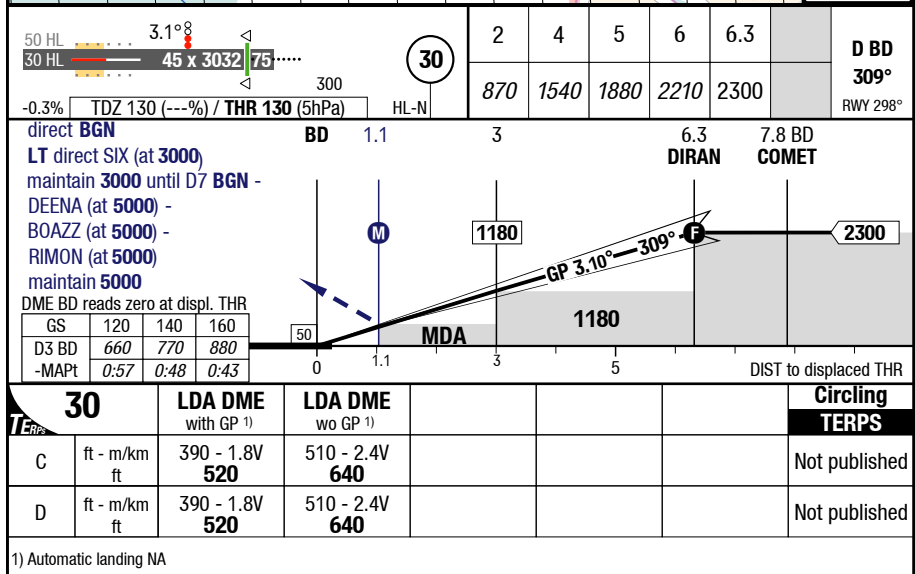 50 HL
30 HL
3.1°
45 x 3032 75
300
-0.3%
TDZ 130 (---%) / THR 130 (5hPa)
HL-N
30
2 4 5 6 6.3
870 1540 1880 2210 2300
D BD
309°
RWY 298°
direct BGN
LT direct SIX (at 3000)
maintain 3000 until D7 BGN -
DEENA (at 5000) -
BOAZZ (at 5000) -
RIMON (at 5000)
maintain 5000
BD 1.1 3 6.3 7.8 BD
DIRAN COMET
M
1180
GP 3.10° 309°
F
2300
DME BD reads zero at displ. THR
GS 120 140 160
D3 BD 660 770 880
-MAPt 0:57 0:48 0:43
50
MDA
1180
0 1.1 3 5
DIST to displaced THR
TERPS
30
LDA DME
with GP 1)
LDA DME
wo GP 1)
Circling
TERPS
C
ft - m/km
ft
390 - 1.8V
520
510 - 2.4V
640
Not published
D
ft - m/km
ft
390 - 1.8V
520
510 - 2.4V
640
Not published
1) Automatic landing NA